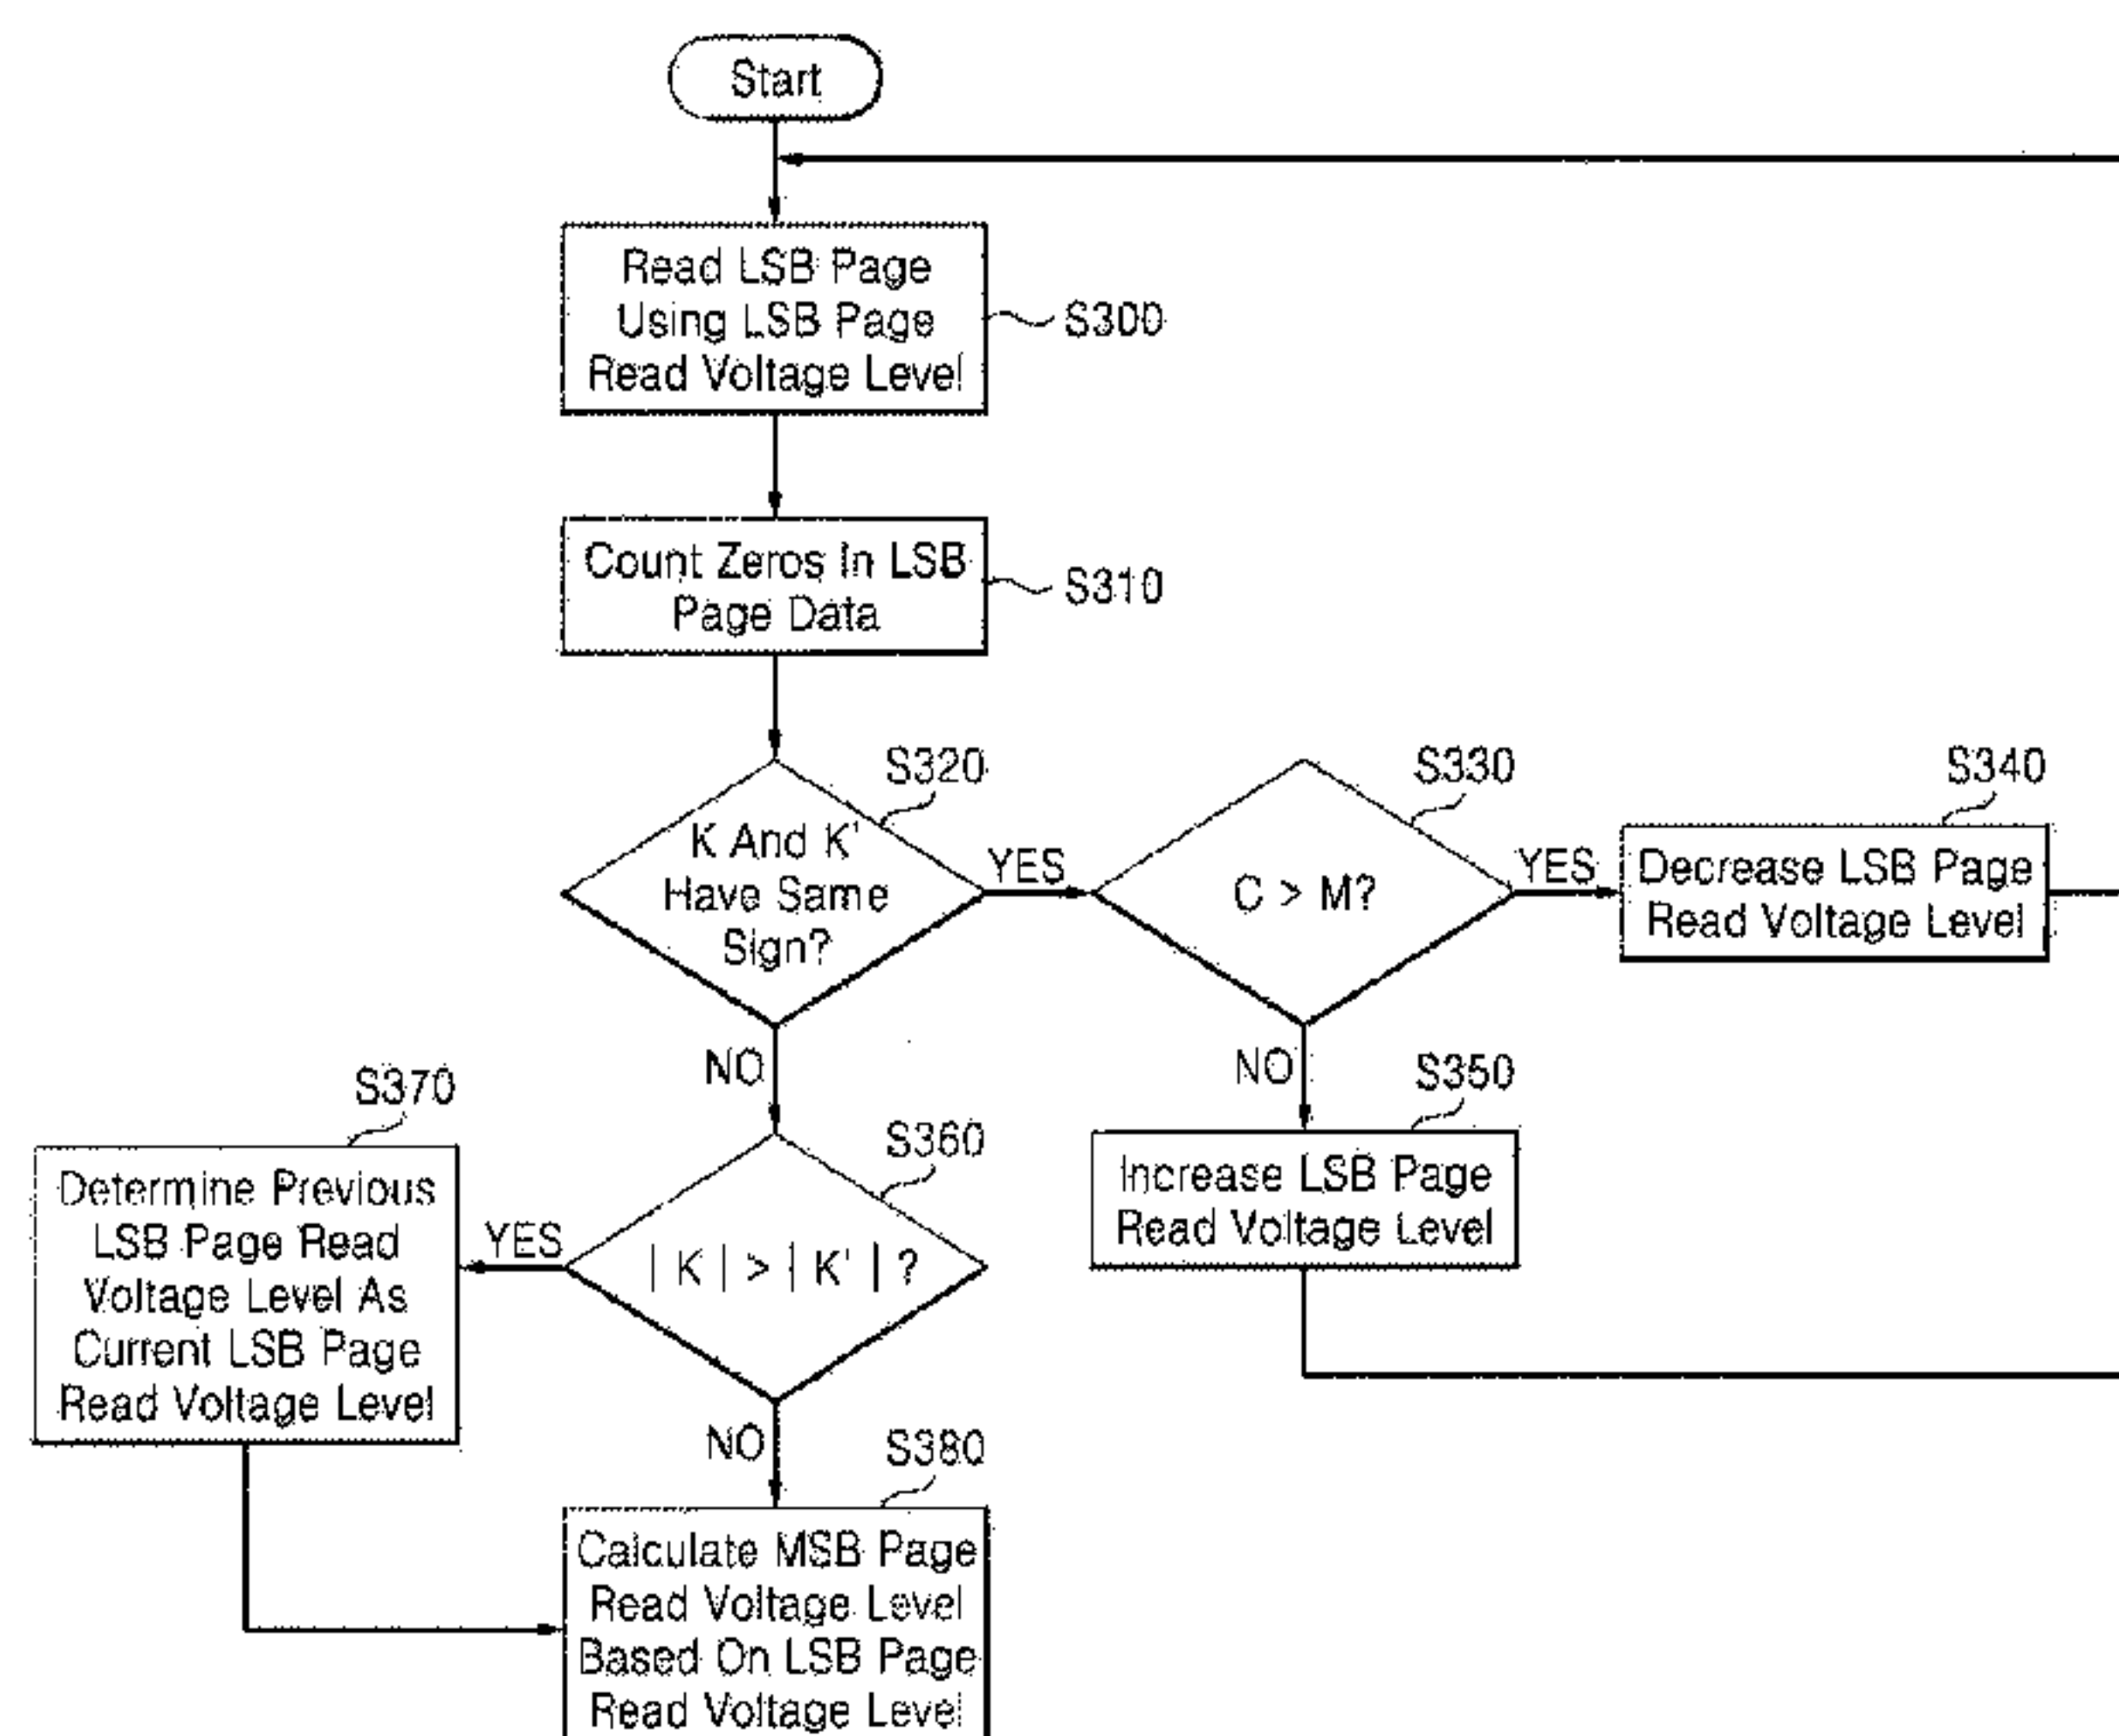 Start
Read LSB Page
Using LSB Page
Read Voltage Level
S300
Count Zeros In LSB
Page Data
S310
S320
K And K'
Have Same
Sign?
YES
NO
S330
C > M?
YES
NO
S340
Decrease LSB Page
Read Voltage Level
S350
Increase LSB Page
Read Voltage Level
S360
| K | > | K' | ?
YES
NO
S370
Determine Previous
LSB Page Read
Voltage Level As
Current LSB Page
Read Voltage Level
S380
Calculate MSB Page
Read Voltage Level
Based On LSB Page
Read Voltage Level